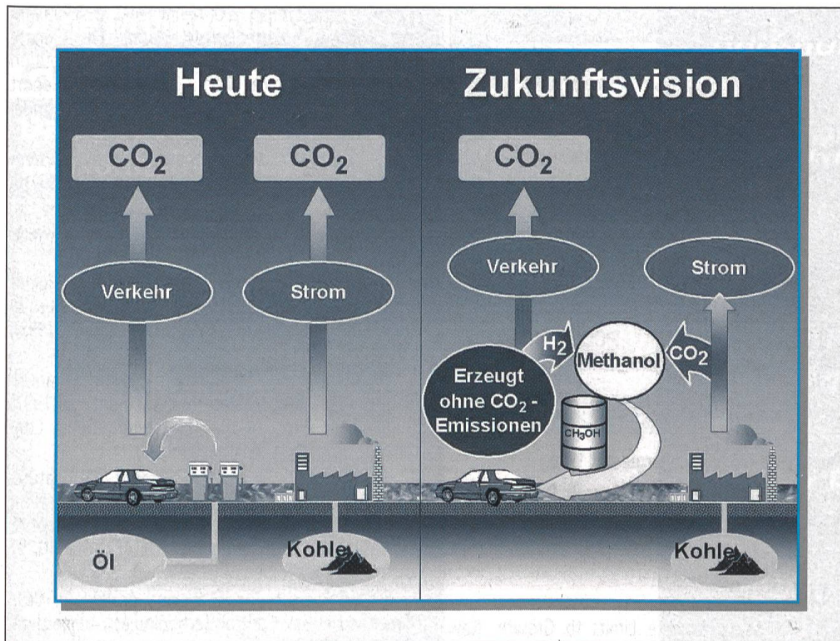 Heute
CO₂
CO₂
Verkehr
Strom
Öl
Kohle
Zukunftsvision
CO₂
Verkehr
Strom
H₂
Methanol
CO₂
Erzeugt
ohne CO₂-
Emissionen
CH₃OH
Kohle